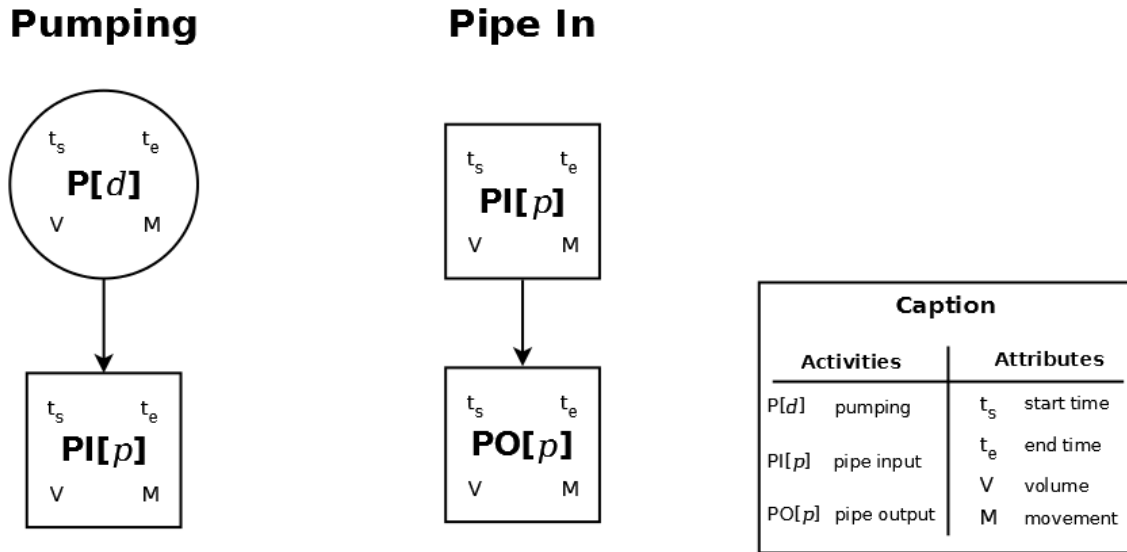 Pumping
t_s t_e
P[d]
V M
t_s t_e
PI[p]
V M
Pipe In
t_s t_e
PI[p]
V M
t_s t_e
PO[p]
V M
Caption
Activities Attributes
P[d] pumping t_s start time
t_e end time
PI[p] pipe input
V volume
PO[p] pipe output M movement